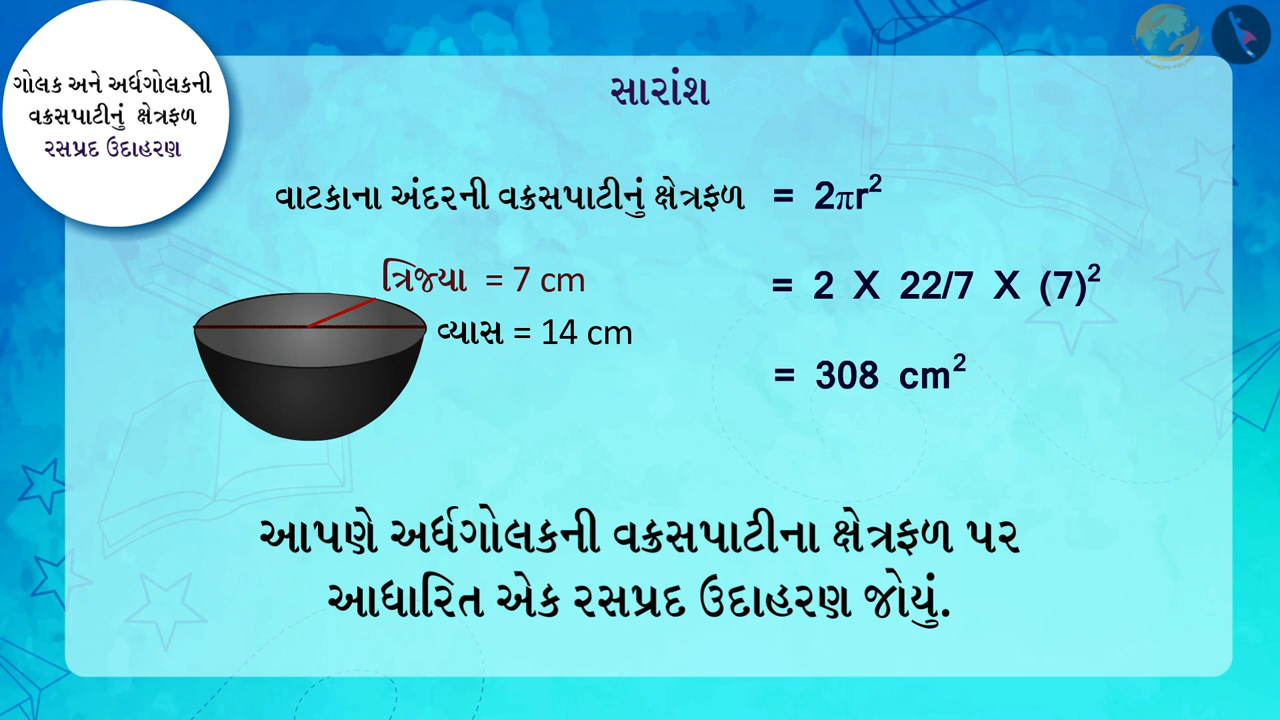 ગોલક અને અર્ધગોલકની
વક્રસપાટીનું ક્ષેત્રફળ
રસપ્રદ ઉદાહરણ
સારાંશ
વાટકાના અંદરની વક્રસપાટીનું ક્ષેત્રફળ = 2πr²
ત્રિજ્યા = 7 cm
= 2 X 22/7 X (7)²
વ્યાસ = 14 cm
= 308 cm²
આપણે અર્ધગોલકની વક્રસપાટીના ક્ષેત્રફળ પર
આધારિત એક રસપ્રદ ઉદાહરણ જોયું.